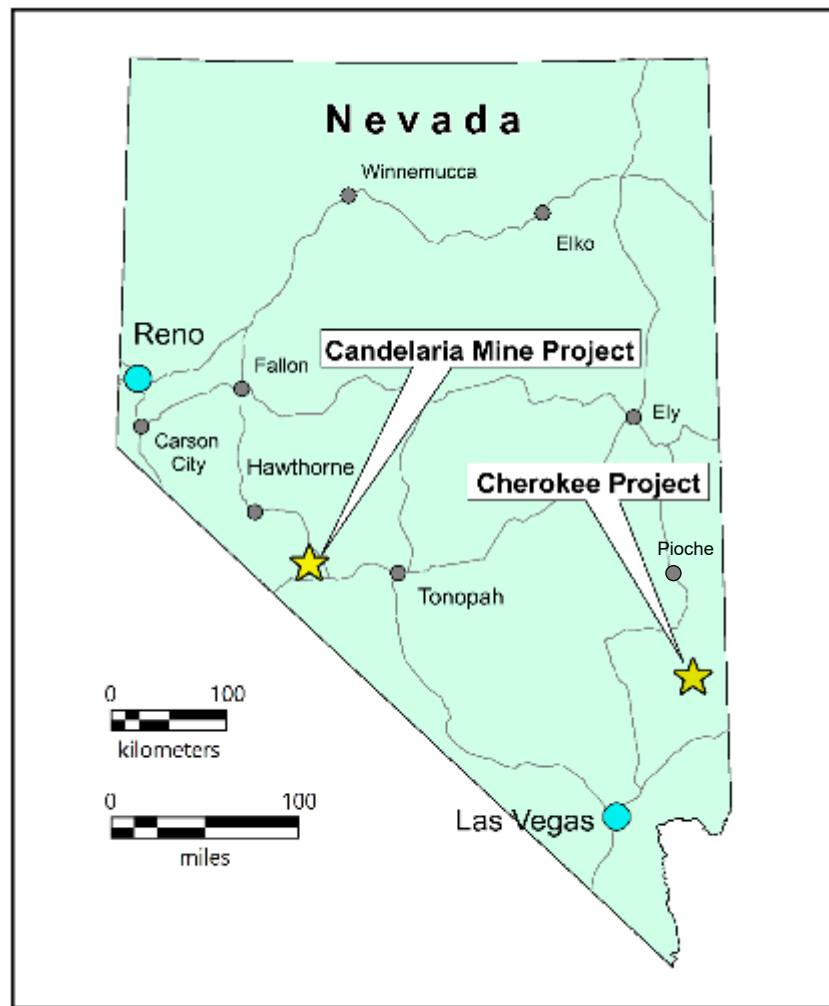 N e v a d a
Winnemucca
Elko
Reno
Candelaria Mine Project
Fallon
Ely
Carson
City
Hawthorne
Cherokee Project
Pioche
Tonopah
0 100
kilometers
0 100
miles
Las Vegas